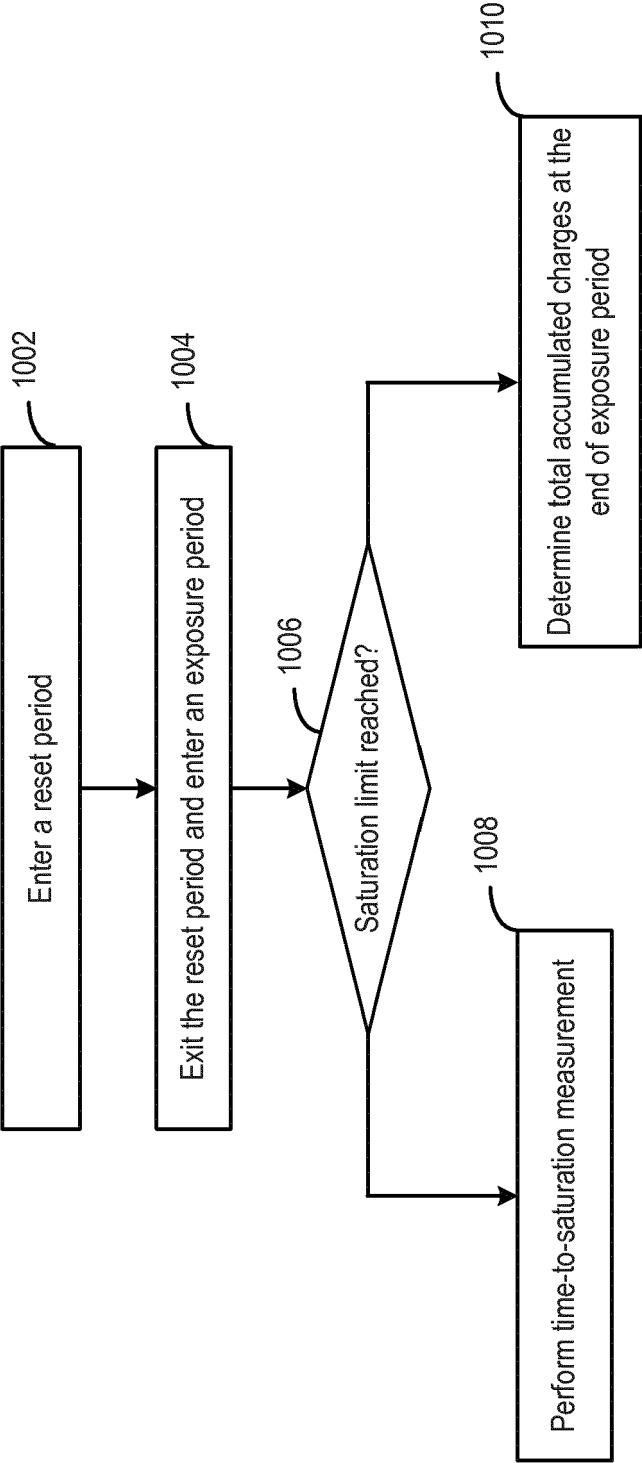 1002
Enter a reset period
1004
Exit the reset period and enter an exposure period
1006
Saturation limit reached?
1008
Perform time-to-saturation measurement
1010
Determine total accumulated charges at the
end of exposure period